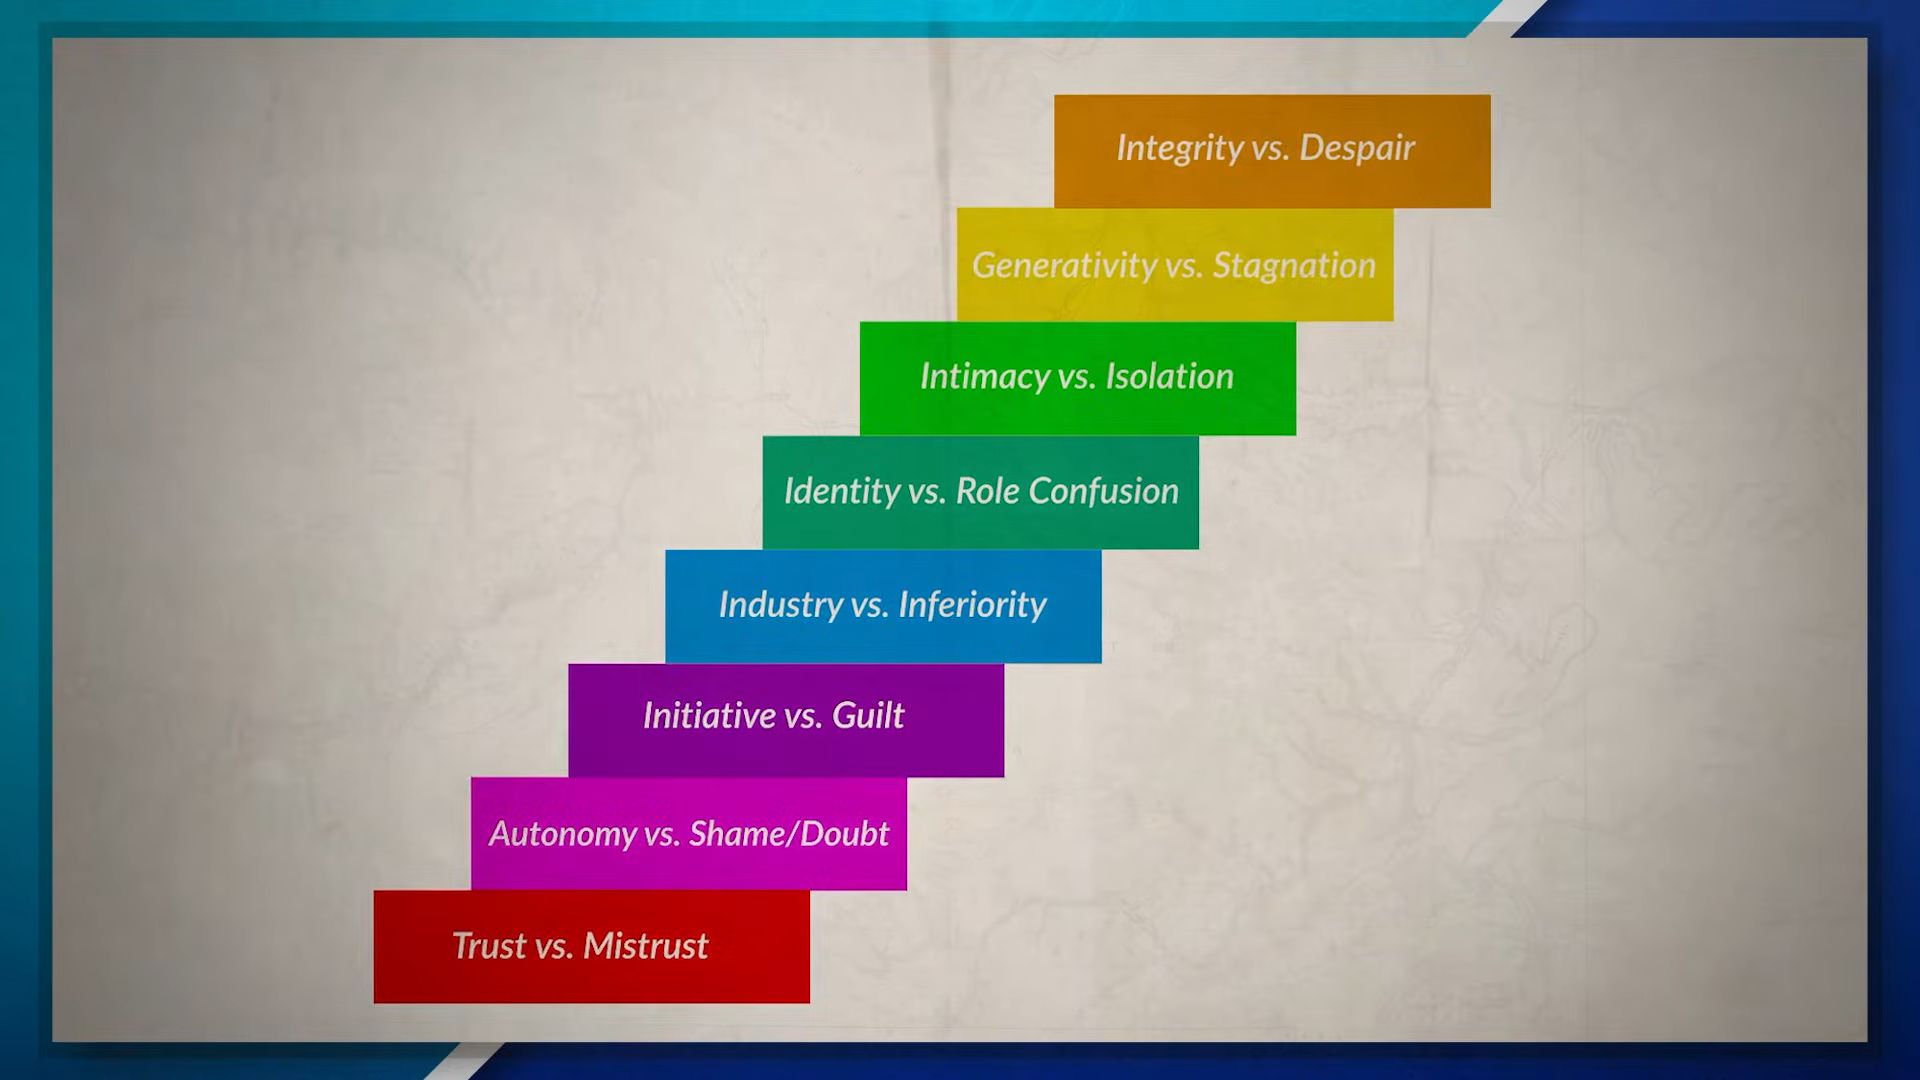 Integrity vs. Despair
Generativity vs. Stagnation
Intimacy vs. Isolation
Identity vs. Role Confusion
Industry vs. Inferiority
Initiative vs. Guilt
Autonomy vs. Shame/Doubt
Trust vs. Mistrust